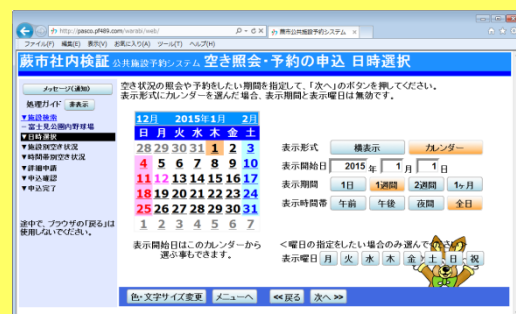 http://pasco.pf489.com/warabi/web/
蕨市公共施設予約システム
ファイル(F) 編集(E) 表示(V) お気に入り(A) ツール(T) ヘルプ(H)
蕨市社内検証 公共施設予約システム 空き照会・予約の申込 日時選択
メッセージ(通知)
処理ガイド 非表示
▼施設検索
－富士見公園内野球場
▼日時選択
▼施設別空き状況
▼時間帯別空き状況
▼詳細申請
▼申込確認
▼申込完了
途中で、ブラウザの「戻る」は
使用しないでください。
空き状況の照会や予約をしたい期間を指定して、「次へ」のボタンを押してください。
表示形式にカレンダーを選んだ場合、表示期間と表示曜日は無効です。
12月 2015年1月 2月
日 月 火 水 木 金 土
28 29 30 31 1 2 3
4 5 6 7 8 9 10
11 12 13 14 15 16 17
18 19 20 21 22 23 24
25 26 27 28 29 30 31
1 2 3 4 5 6 7
表示開始日はこのカレンダーから
選ぶ事もできます。
表示形式 横表示 カレンダー
表示開始日 2015 年 1 月 1 日
表示期間 1日 1週間 2週間 1ヶ月
表示時間帯 午前 午後 夜間 全日
＜曜日の指定をしたい場合のみ選んでください＞
表示曜日 月 火 水 木 金 土 日 祝
色・文字サイズ変更 メニューへ ≪戻る 次へ≫